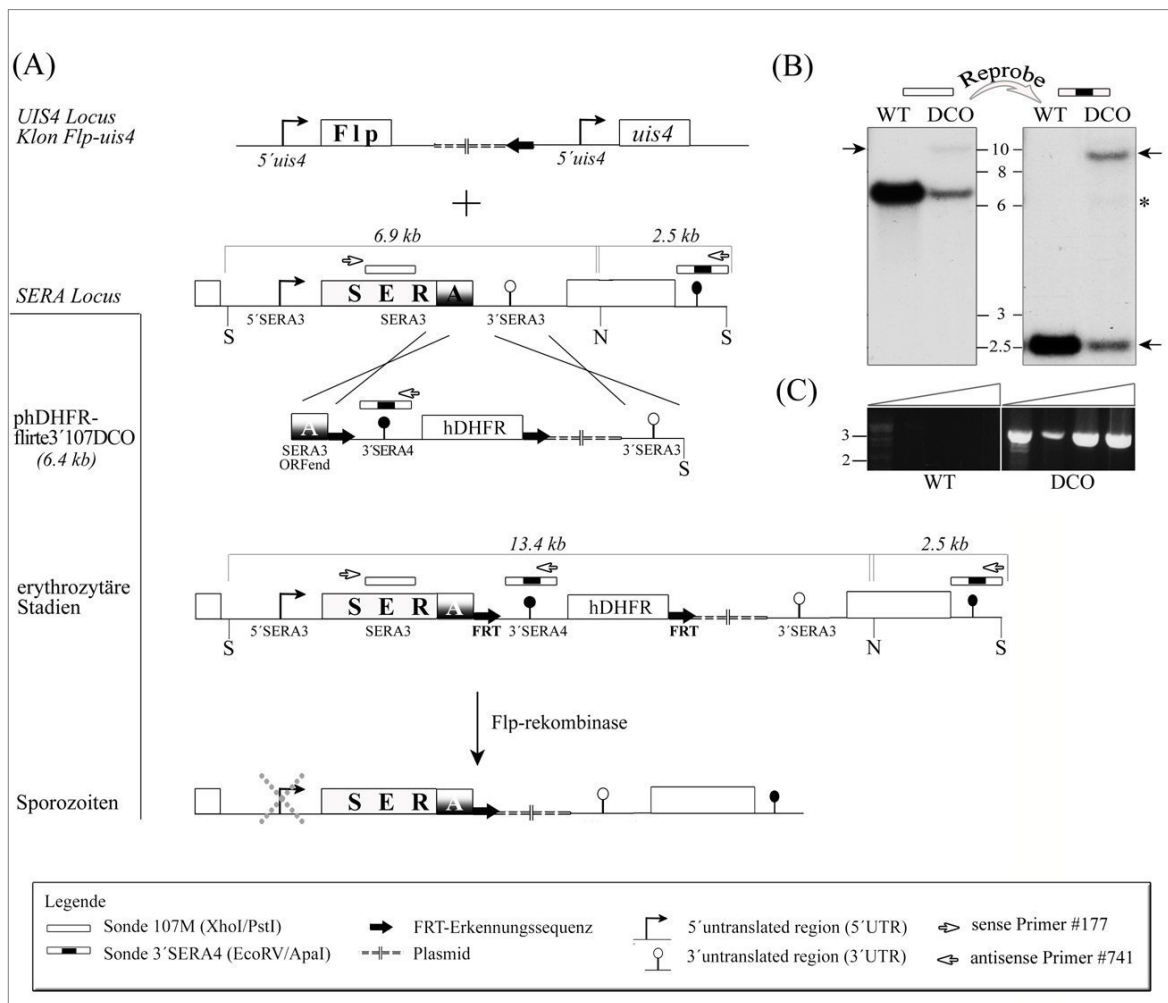 (A)
UIS4 Locus
Klon Flp-uis4
Flp
uis4
5´uis4
5´uis4
+
6.9 kb
2.5 kb
SERA Locus
S E R A
S
5´SERA3
SERA3
3´SERA3
N
S
phDHFR-
flirte3´107DCO
(6.4 kb)
A
hDHFR
SERA3
ORFend
3´SERA4
3´SERA3
S
13.4 kb
2.5 kb
erythrozytäre
Stadien
S E R A
hDHFR
S
5´SERA3
SERA3
FRT
3´SERA4
FRT
3´SERA3
N
S
Flp-rekombinase
Sporozoiten
S E R A
(B)
Reprobe
WT DCO
WT DCO
10
8
6
*
3
2.5
(C)
3
2
WT
DCO
Legende
Sonde 107M (XhoI/PstI)
Sonde 3´SERA4 (EcoRV/ApaI)
FRT-Erkennungssequenz
Plasmid
5´untranslated region (5´UTR)
3´untranslated region (3´UTR)
sense Primer #177
antisense Primer #741